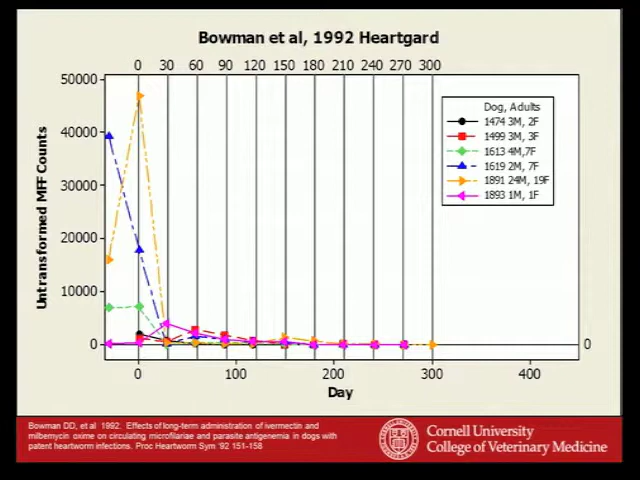 Bowman et al, 1992 Heartgard
0 30 60 90 120 150 180 210 240 270 300
50000
40000
30000
20000
10000
0
Untransformed MFF Counts
Dog, Adults
1474 3M, 2F
1499 3M, 3F
1613 4M,7F
1619 2M, 7F
1891 24M, 19F
1893 1M, 1F
0
0 100 200 300 400
Day
Bowman DD, et al 1992. Effects of long-term administration of ivermectin and
milbemycin oxime on circulating microfilariae and parasite antigenemia in dogs with
patent heartworm infections. Proc Heartworm Sym '92 151-158
Cornell University
College of Veterinary Medicine